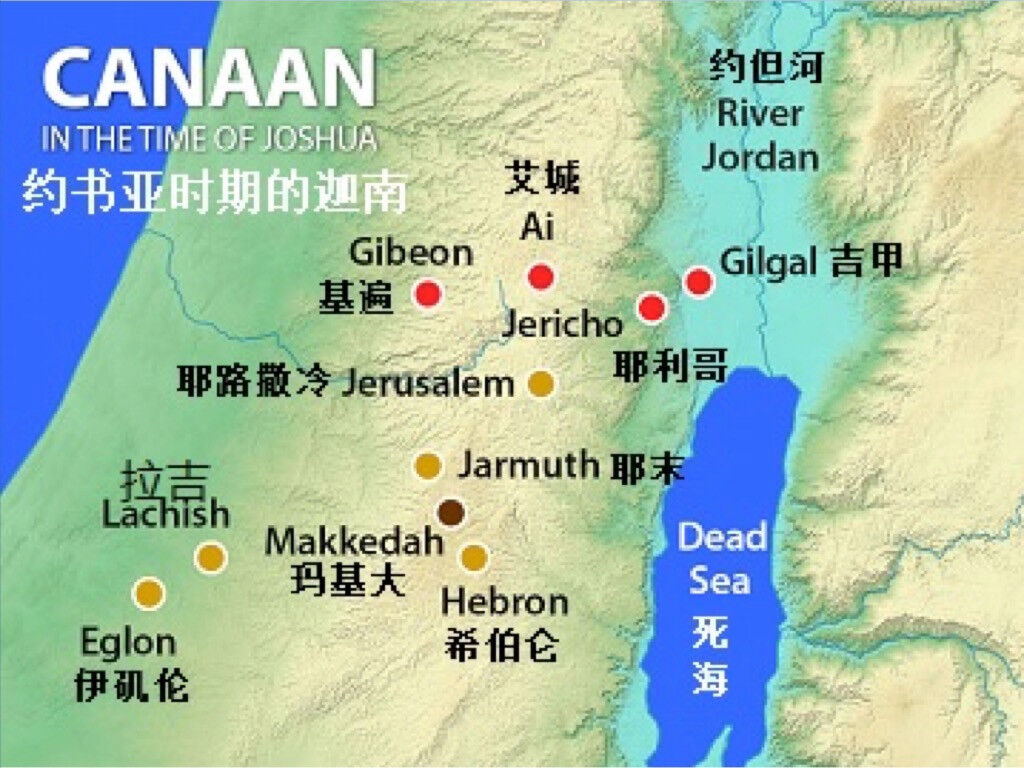 CANAAN
IN THE TIME OF JOSHUA
约书亚时期的迦南
约但河
River
Jordan
艾城
Ai
Gibeon
基遍
Gilgal 吉甲
Jericho
耶利哥
耶路撒冷 Jerusalem
Jarmuth 耶末
拉吉
Lachish
Makkedah
玛基大
Hebron
希伯仑
Eglon
伊矶伦
Dead
Sea
死
海